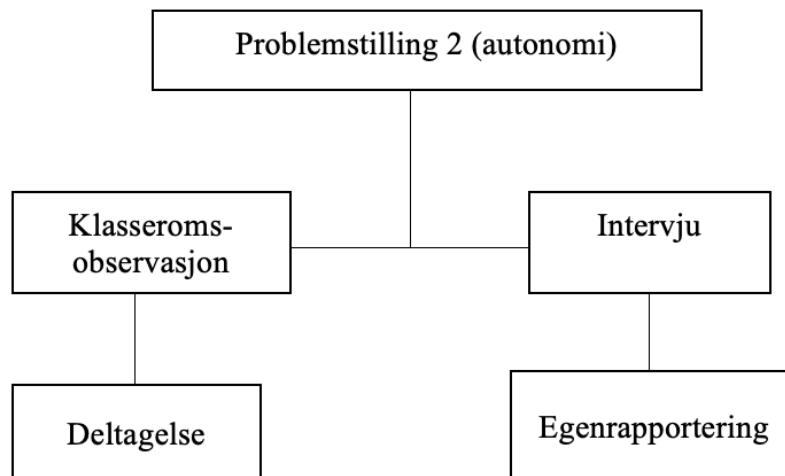 Problemstilling 2 (autonomi)
Klasseroms-
observasjon
Intervju
Deltagelse
Egenrapportering